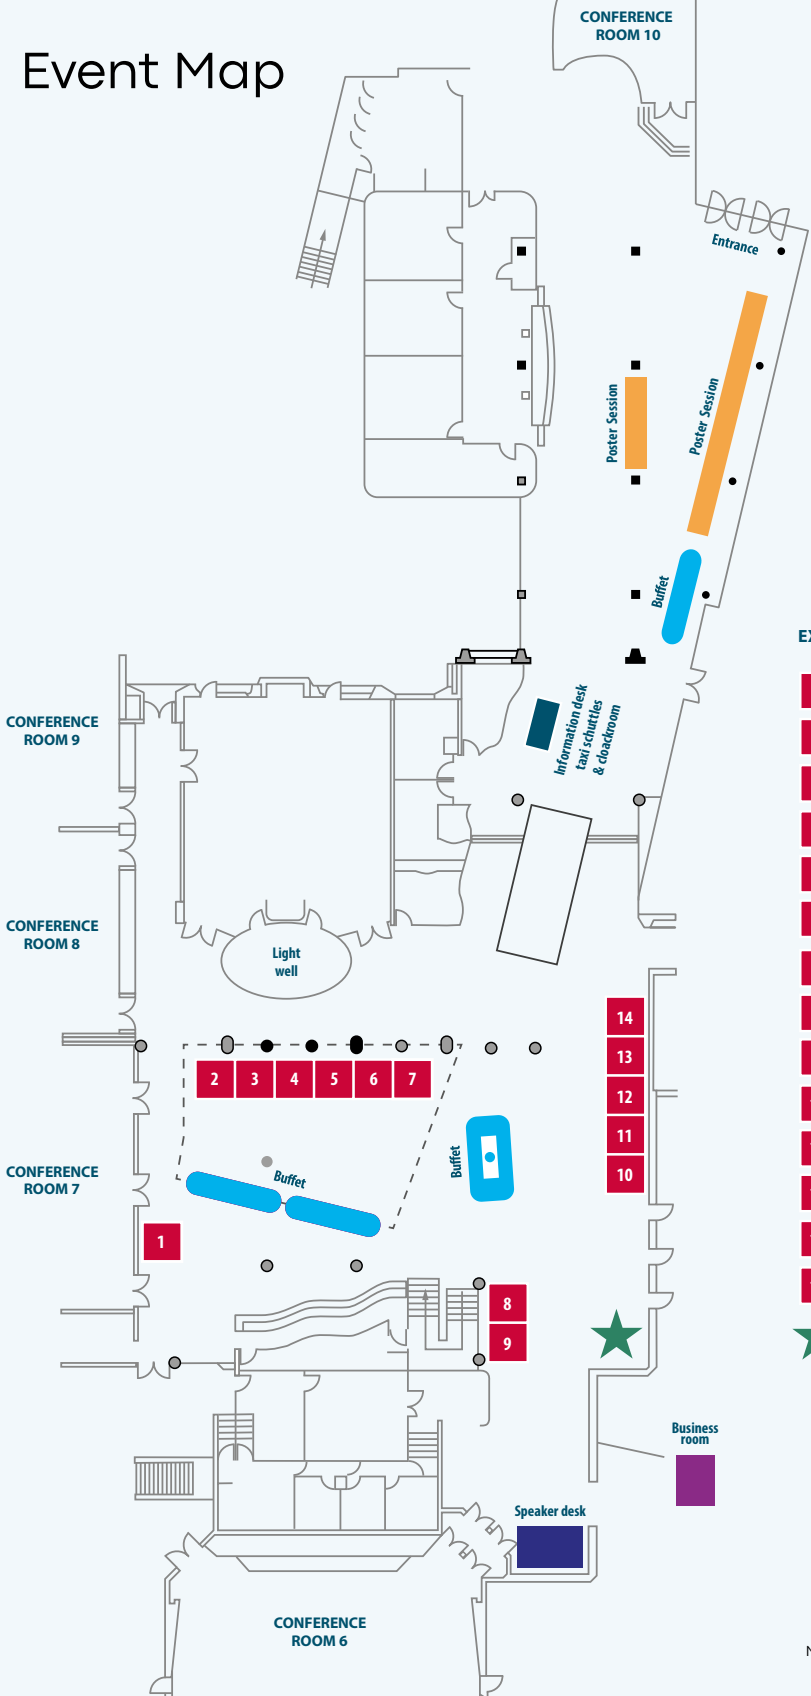 CONFERENCE
ROOM 10
Event Map
Entrance
Poster Session
Poster Session
Buffet
Information desk
taxi schuttles
& cloackroom
CONFERENCE
ROOM 9
CONFERENCE
ROOM 8
Light
well
EX
14
13
12
11
10
2
3
4
5
6
7
Buffet
Buffet
CONFERENCE
ROOM 7
1
8
9
Business
room
Speaker desk
CONFERENCE
ROOM 6
N